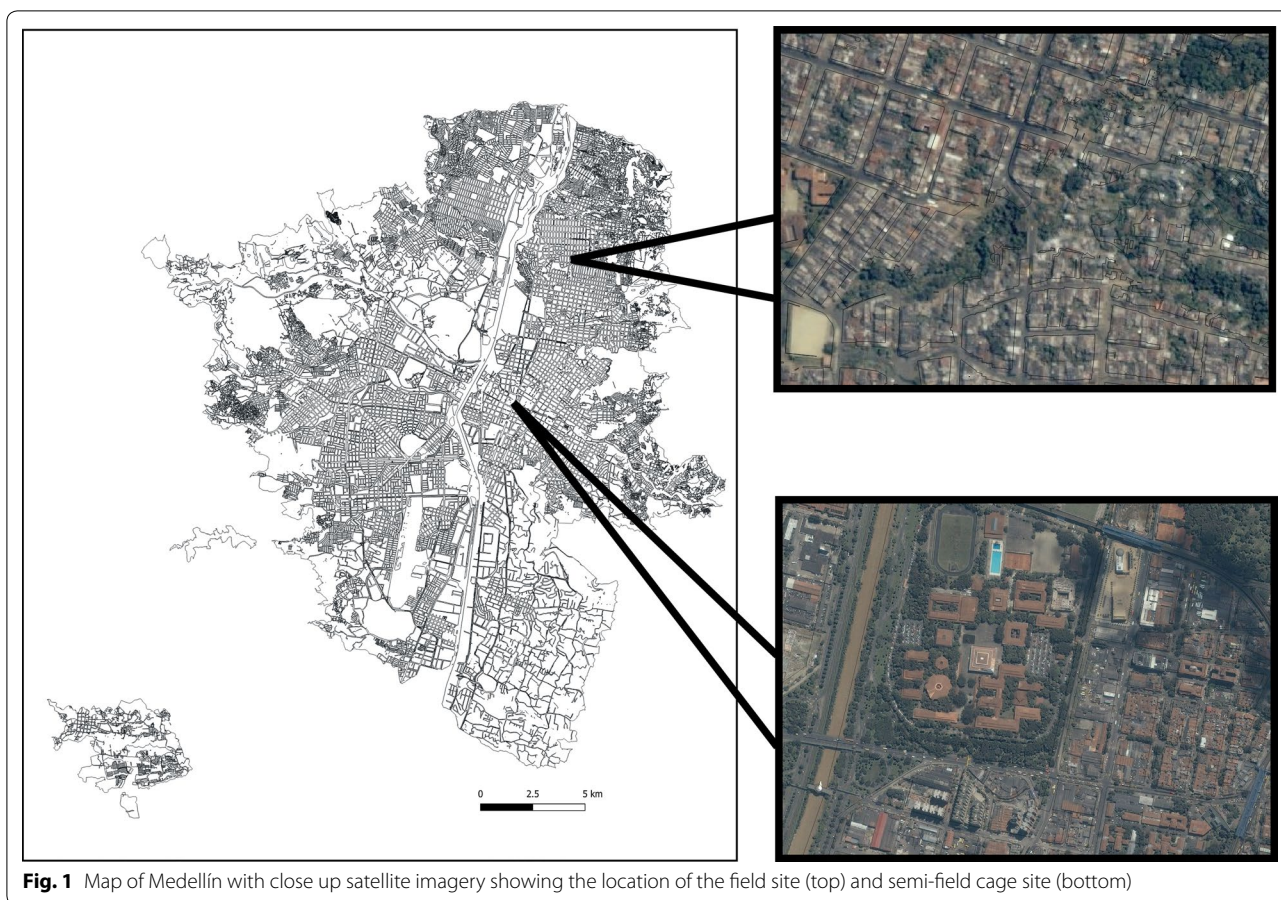 0 2.5 5 km
Fig. 1 Map of Medellín with close up satellite imagery showing the location of the field site (top) and semi-field cage site (bottom)